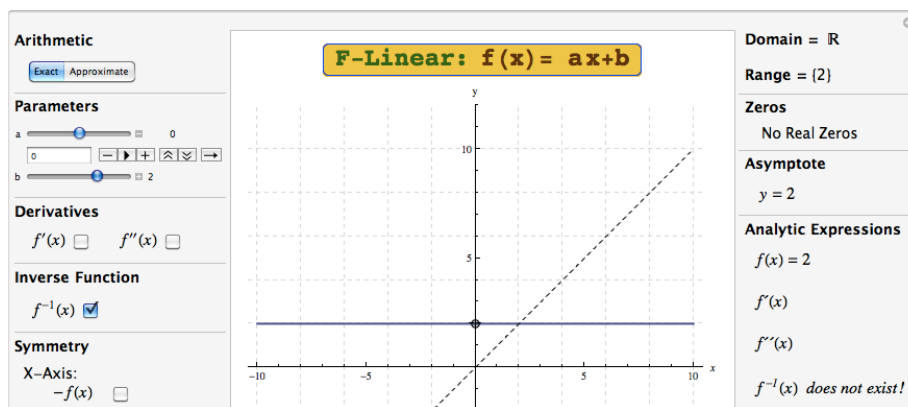 Arithmetic
Exact Approximate
Parameters
a 0
0
b 2
Derivatives
f′(x) f″(x)
Inverse Function
f⁻¹(x)
Symmetry
X-Axis:
-f(x)
F-Linear: f(x)= ax+b
y
10
5
-10 -5 5 10 x
Domain = ℝ
Range = {2}
Zeros
No Real Zeros
Asymptote
y = 2
Analytic Expressions
f(x) = 2
f′(x)
f′′(x)
f⁻¹(x) does not exist!